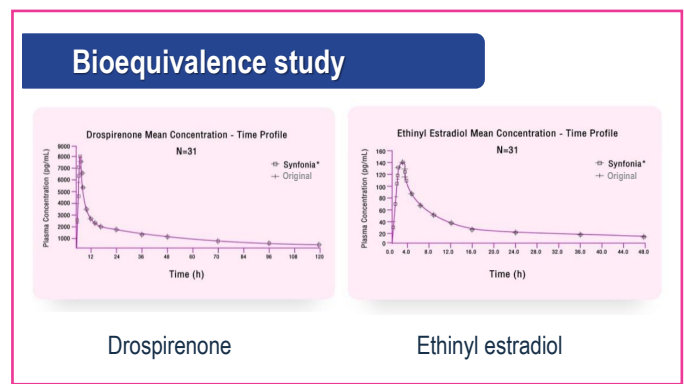 Bioequivalence study
Drospirenone Mean Concentration - Time Profile
N=31
Synfonia*
Original
Plasma Concentration (pg/mL)
9000
8000
7000
6000
5000
4000
3000
2000
1000
12 24 36 48 60 72 84 96 108 120
Time (h)
Ethinyl Estradiol Mean Concentration - Time Profile
N=31
Synfonia*
Original
Plasma Concentration (pg/mL)
160
140
120
100
80
60
40
20
0
0.0 4.0 8.0 12.0 16.0 20.0 24.0 28.0 32.0 36.0 40.0 44.0 48.0
Time (h)
Drospirenone
Ethinyl estradiol